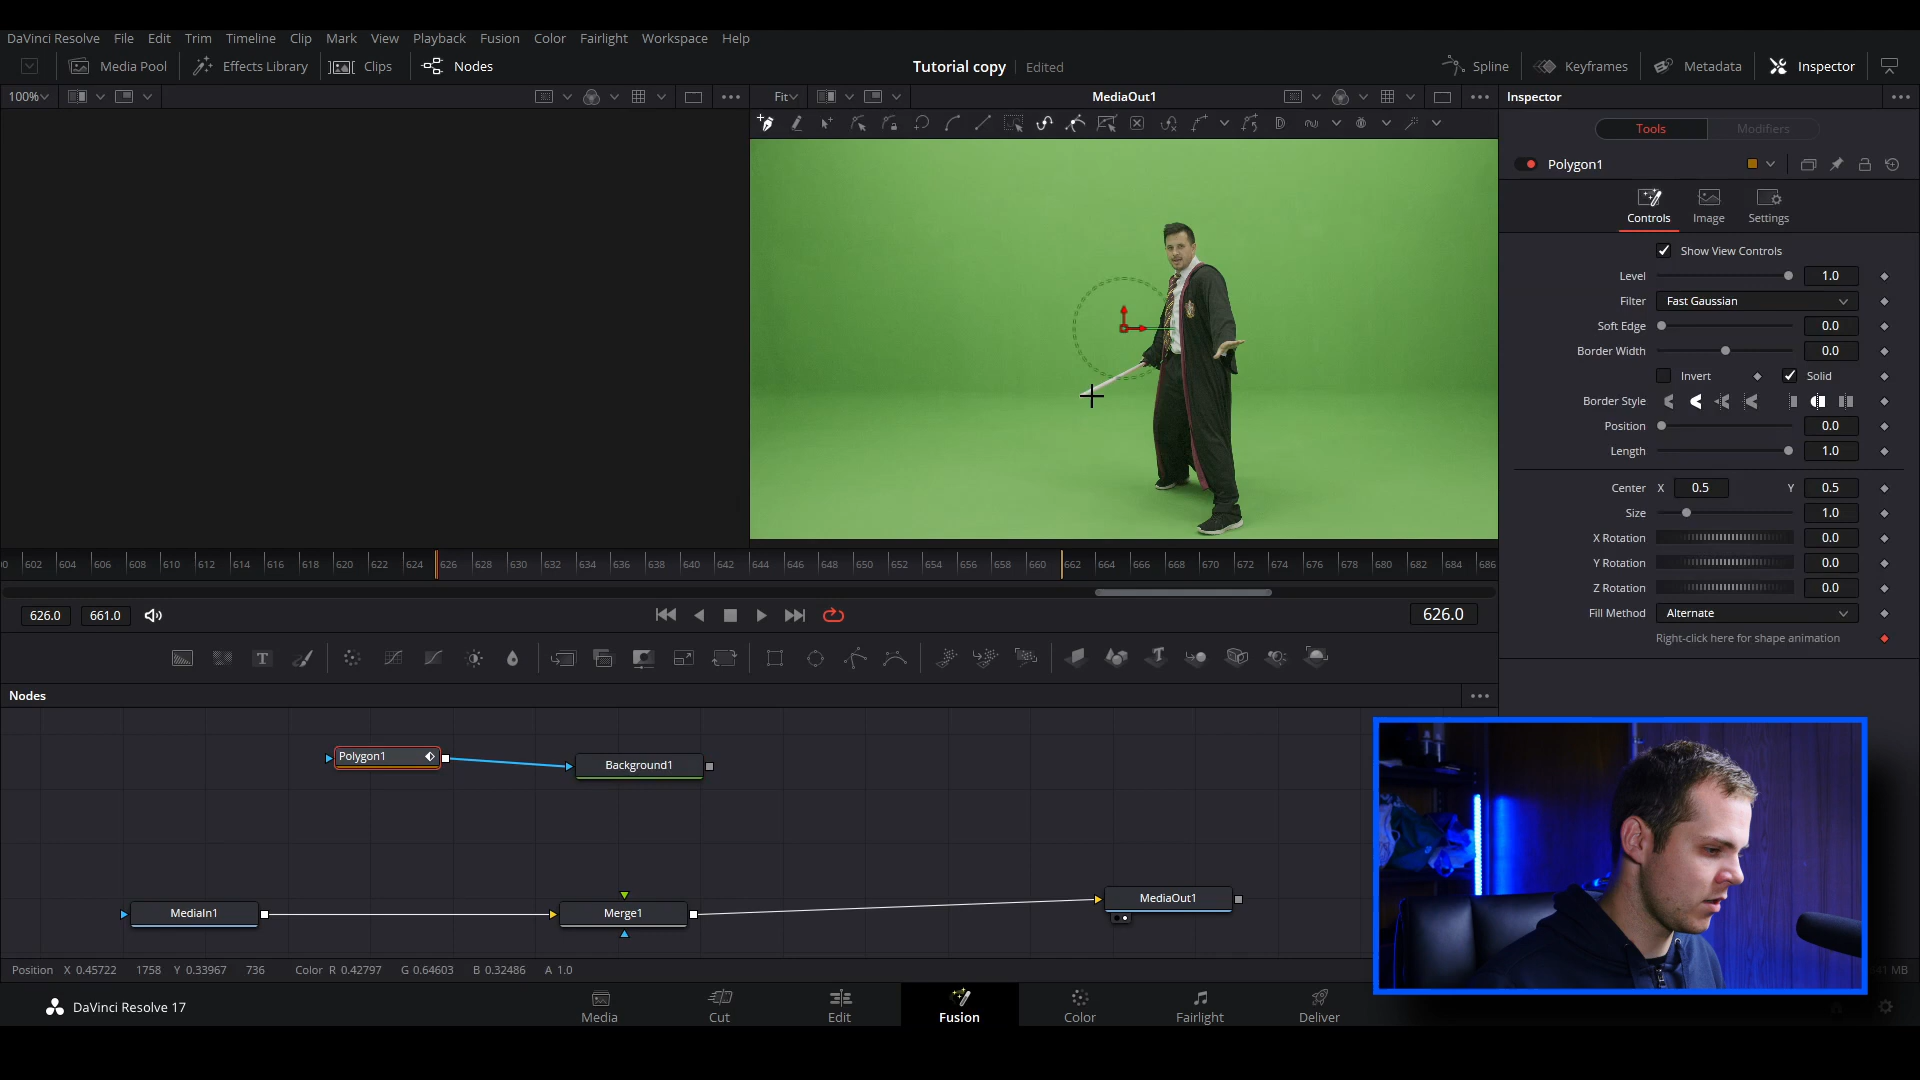 DaVinci Resolve File Edit Trim Timeline Clip Mark View Playback Fusion Color Fairlight Workspace Help
Media Pool Effects Library Clips Nodes Tutorial copy Edited Spline Keyframes Metadata Inspector
100% Fit MediaOut1 Inspector
Tools Modifiers
Polygon1
Controls Image Settings
Show View Controls
Level 1.0
Filter Fast Gaussian
Soft Edge 0.0
Border Width 0.0
Invert Solid
Border Style
Position 0.0
Length 1.0
Center X 0.5 Y 0.5
Size 1.0
X Rotation 0.0
Y Rotation 0.0
Z Rotation 0.0
Fill Method Alternate
Right-click here for shape animation
602 604 606 608 610 612 614 616 618 620 622 624 626 628 630 632 634 636 638 640 642 644 646 648 650 652 654 656 658 660 662 664 666 668 670 672 674 676 678 680 682 684 686
626.0 661.0 626.0
Nodes
Polygon1 Background1
MediaIn1 Merge1 MediaOut1
Position X 0.45722 1758 Y 0.33967 736 Color R 0.42797 G 0.64603 B 0.32486 A 1.0
DaVinci Resolve 17 Media Cut Edit Fusion Color Fairlight Deliver